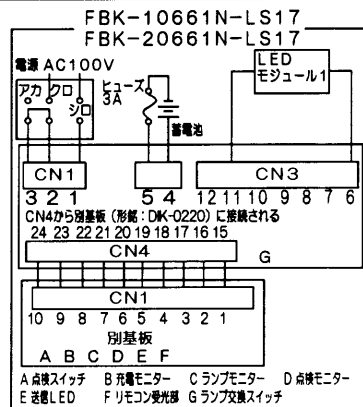 FBK-10661N-LS17
FBK-20661N-LS17
電源 AC100V
アカ クロ シロ
ヒューズ
3A
蓄電池
LED
モジュール1
CN1
CN3
3 2 1
5 4
12 11 10 9 8 7 6
CN4から別基板(形銘:DIK-0220)に接続される
24 23 22 21 20 19 18 17 16 15
CN4
G
CN1
10 9 8 7 6 5 4 3 2 1
別基板
A B C D E F
A 点検スイッチ B 充電モニター C ランプモニター D 点検モニター
E 送信LED F リモコン受光部 G ランプ交換スイッチ